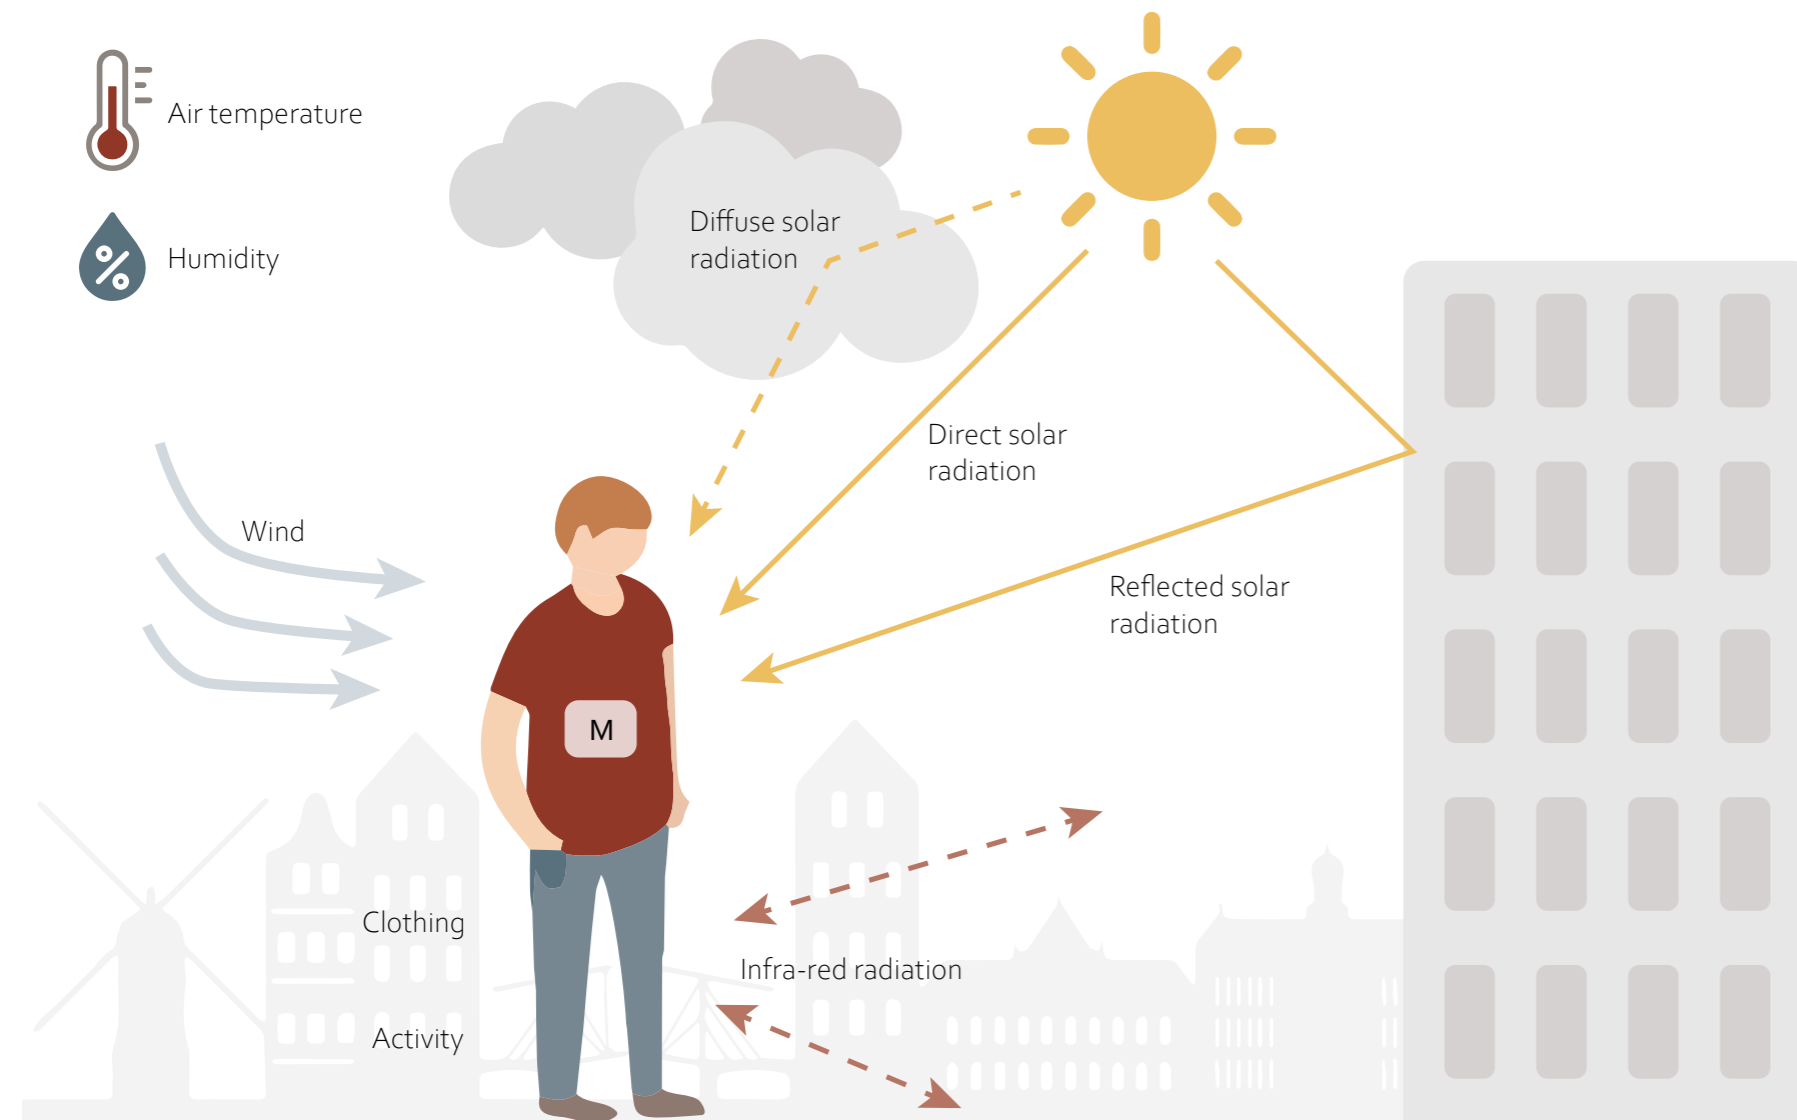 Air temperature
%
Humidity
Diffuse solar
radiation
Direct solar
radiation
Wind
Reflected solar
radiation
M
Clothing
Infra-red radiation
Activity